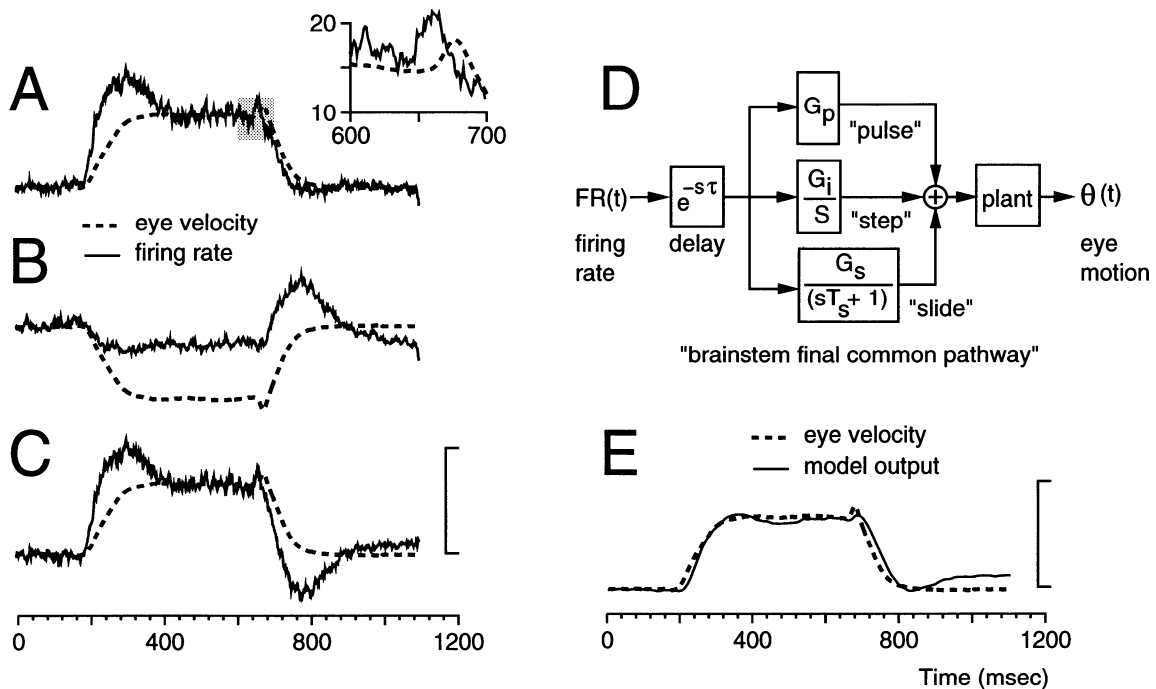 A
20
10
600
700
eye velocity
firing rate
B
C
0
400
800
1200
D
FR(t)
firing
rate
e^-sτ
delay
Gp
"pulse"
Gi
S
"step"
Gs
(sTs + 1)
"slide"
+
plant
θ (t)
eye
motion
"brainstem final common pathway"
E
eye velocity
model output
0
400
800
1200
Time (msec)